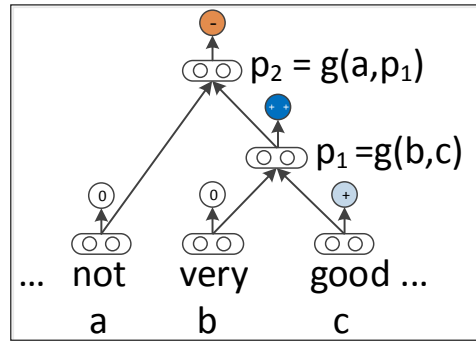 -
p2 = g(a,p1)
+ +
p1 =g(b,c)
0 0 +
... not very good ...
a b c